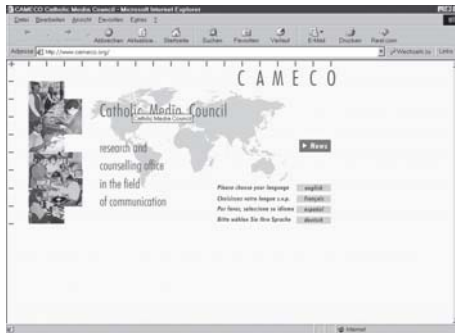 CAMECO Catholic Media Council - Microsoft Internet Explorer
Datei Bearbeiten Ansicht Favoriten Extras ?
Abbrechen Aktualisie... Startseite Suchen Favoriten Verlauf E-Mail Drucken
Adresse http://www.cameco.org/ Wechseln zu Links
CAMECO
Catholic Media Council
Catholic Media Council
research and
counselling office
in the field
of communication
News
Please choose your language english
Choisissez votre langue s.v.p. français
Por favor, seleccione su idioma español
Bitte wählen Sie Ihre Sprache deutsch
Internet